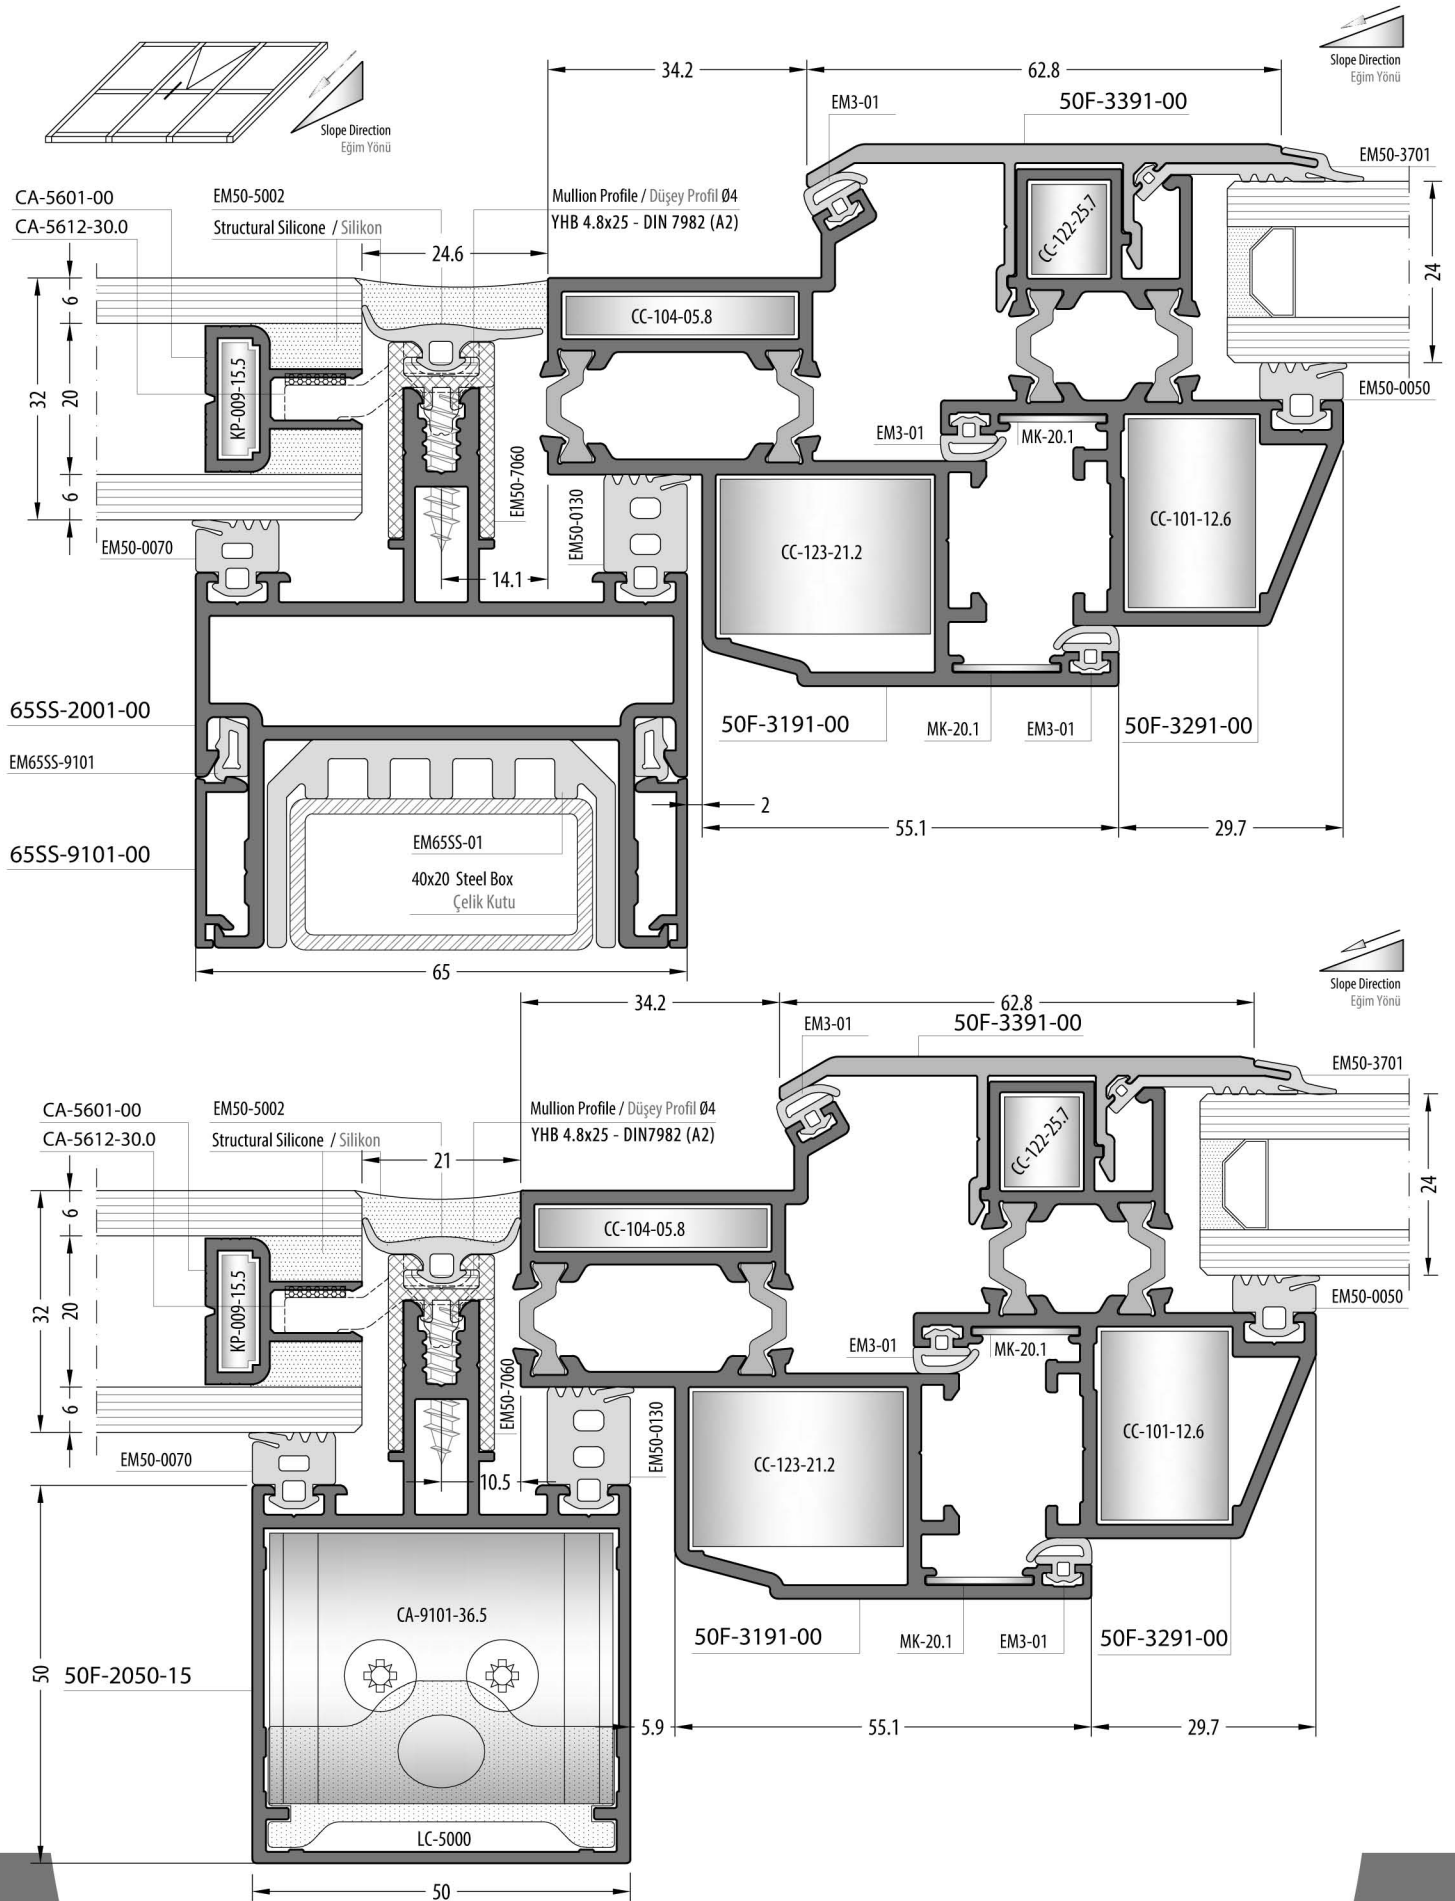 Slope Direction
Eğim Yönü
34.2
62.8
Slope Direction
Eğim Yönü
EM3-01
50F-3391-00
EM50-3701
CA-5601-00
EM50-5002
Mullion Profile / Düşey Profil Ø4
CA-5612-30.0
Structural Silicone / Silikon
YHB 4.8x25 - DIN 7982 (A2)
24.6
CC-122-25.7
24
6
32
20
6
CC-104-05.8
KP-009-15.5
EM50-0050
EM3-01
MK-20.1
EM50-7060
EM50-0130
EM50-0070
CC-123-21.2
CC-101-12.6
14.1
65SS-2001-00
50F-3191-00
MK-20.1
EM3-01
50F-3291-00
EM65SS-9101
2
55.1
29.7
EM65SS-01
65SS-9101-00
40x20 Steel Box
Çelik Kutu
65
Slope Direction
Eğim Yönü
34.2
62.8
EM3-01
50F-3391-00
EM50-3701
CA-5601-00
EM50-5002
Mullion Profile / Düşey Profil Ø4
CA-5612-30.0
Structural Silicone / Silikon
YHB 4.8x25 - DIN7982 (A2)
21
CC-122-25.7
24
6
32
20
6
CC-104-05.8
KP-009-15.5
EM50-0050
EM3-01
MK-20.1
EM50-7060
EM50-0130
EM50-0070
CC-123-21.2
CC-101-12.6
10.5
CA-9101-36.5
50F-3191-00
MK-20.1
EM3-01
50F-3291-00
50
50F-2050-15
5.9
55.1
29.7
LC-5000
50